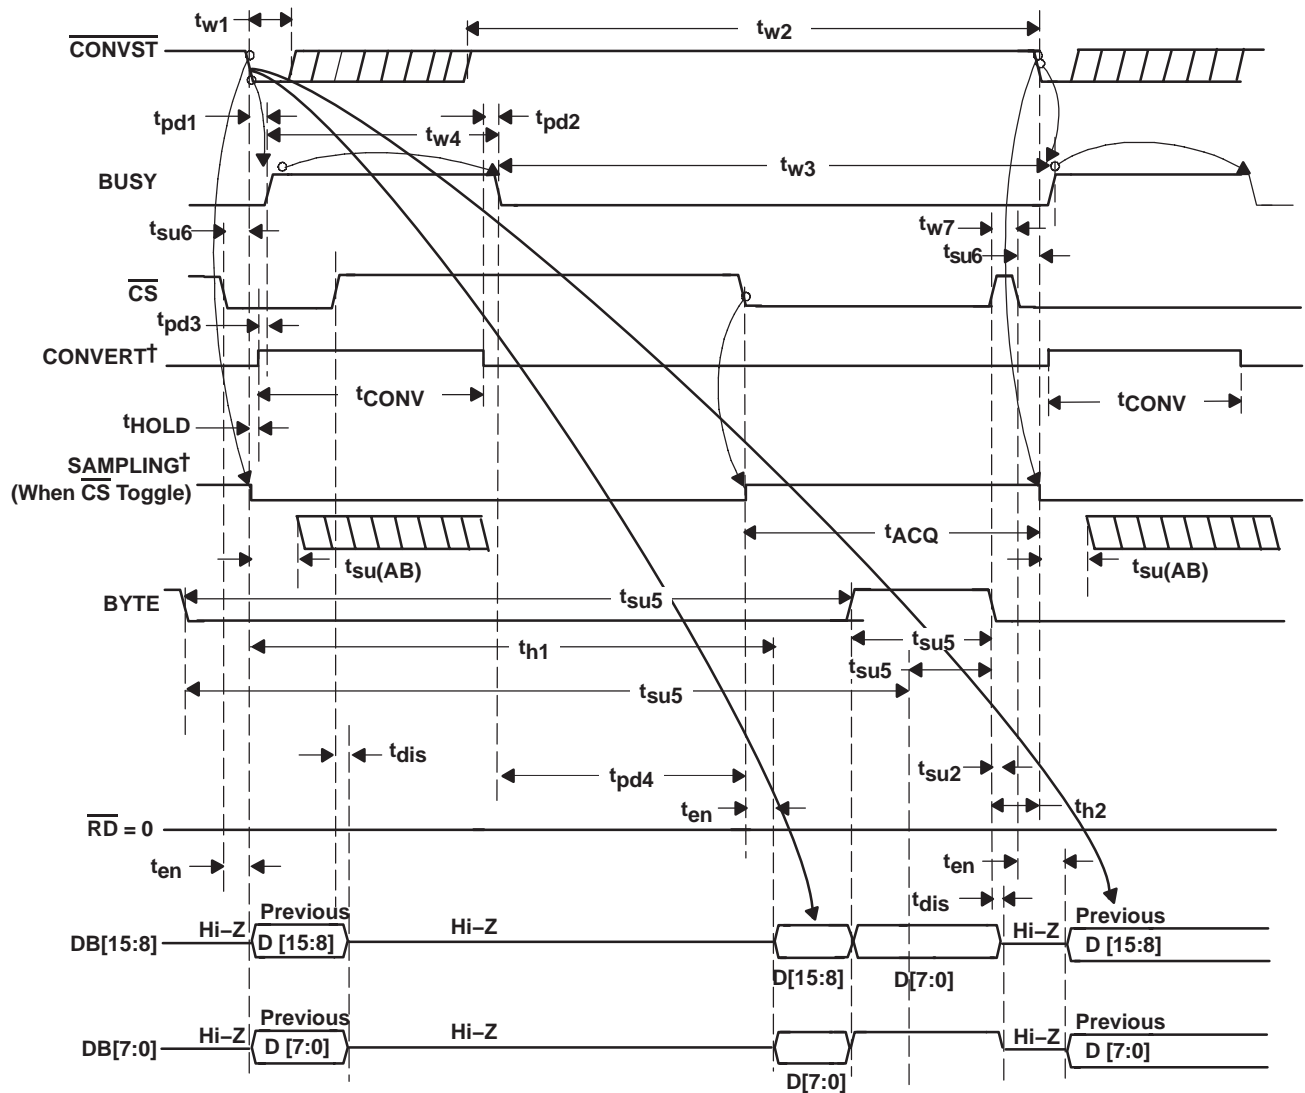 tw1
tw2
CONVST
tpd1
tw4
tpd2
tw3
BUSY
tsu6
tw7
tsu6
CS
tpd3
CONVERT†
tCONV
tCONV
tHOLD
SAMPLING†
(When CS Toggle)
tACQ
tsu(AB)
tsu(AB)
BYTE
tsu5
tsu5
th1
tsu5
tsu5
tdis
tsu2
tpd4
ten
th2
RD = 0
ten
ten
tdis
DB[15:8]
Hi–Z
Previous
D [15:8]
Hi–Z
D[15:8]
D[7:0]
Hi–Z
Previous
D [15:8]
DB[7:0]
Hi–Z
Previous
D [7:0]
Hi–Z
D[7:0]
Hi–Z
Previous
D [7:0]